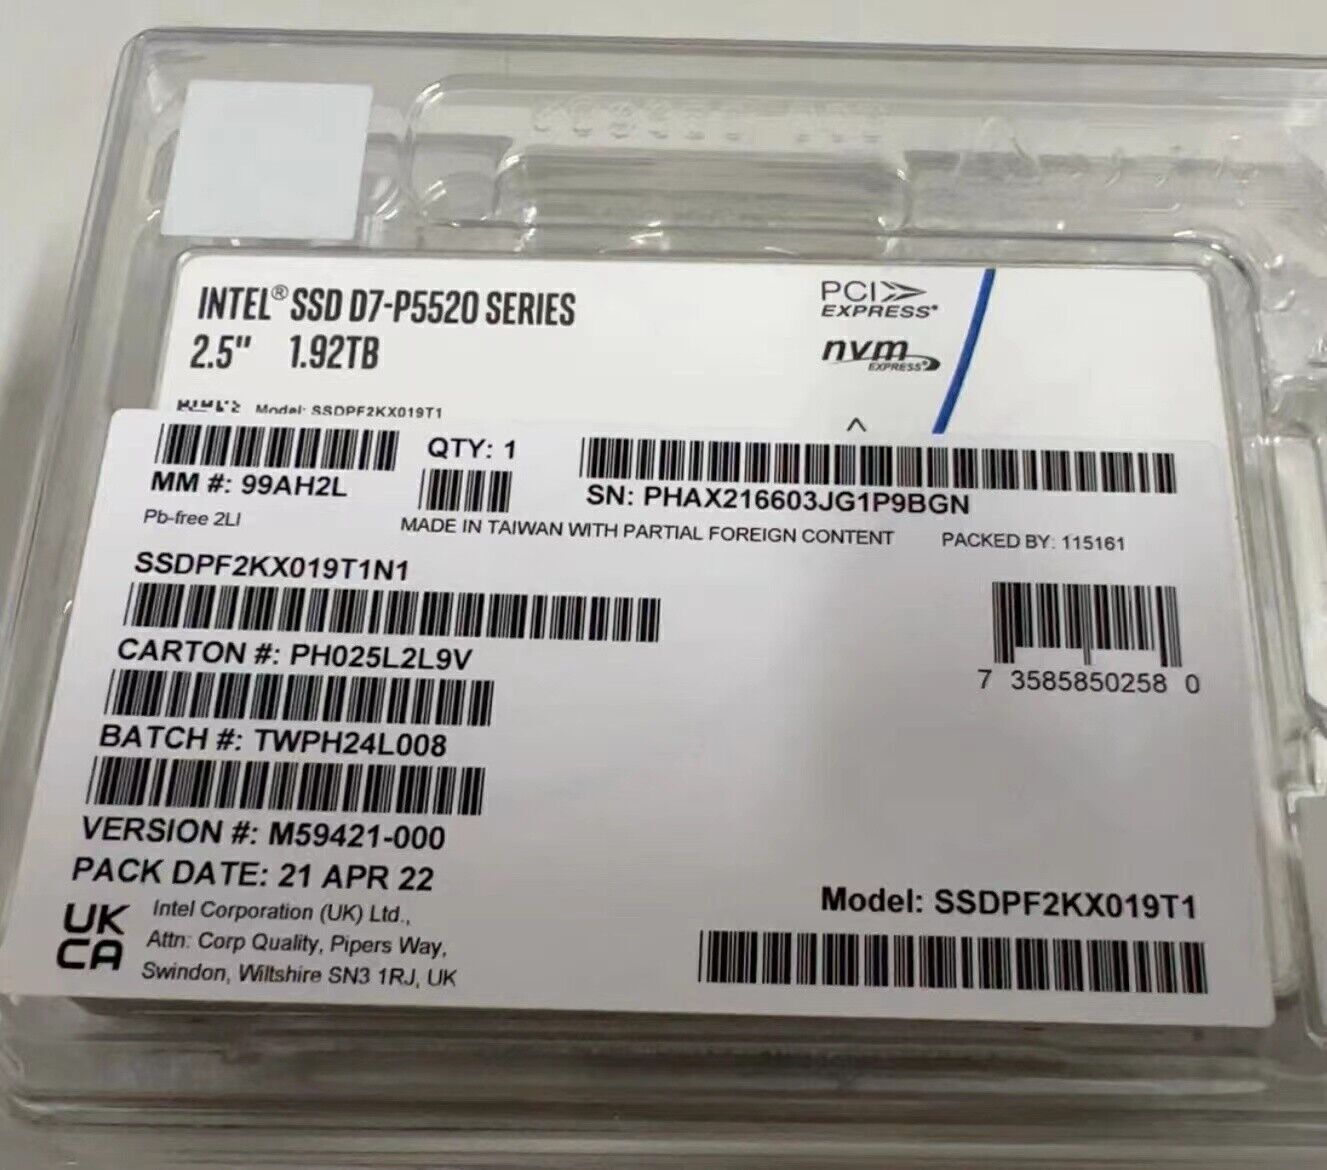 INTEL® SSD D7-P5520 SERIES
2.5" 1.92TB
PCI EXPRESS®
nvm EXPRESS®
Model: SSDPF2KX019T1
QTY: 1
MM #: 99AH2L
SN: PHAX216603JG1P9BGN
Pb-free 2LI
MADE IN TAIWAN WITH PARTIAL FOREIGN CONTENT
PACKED BY: 115161
SSDPF2KX019T1N1
CARTON #: PH025L2L9V
7 3585850258 0
BATCH #: TWPH24L008
VERSION #: M59421-000
PACK DATE: 21 APR 22
Model: SSDPF2KX019T1
UK
CA
Intel Corporation (UK) Ltd.,
Attn: Corp Quality, Pipers Way,
Swindon, Wiltshire SN3 1RJ, UK